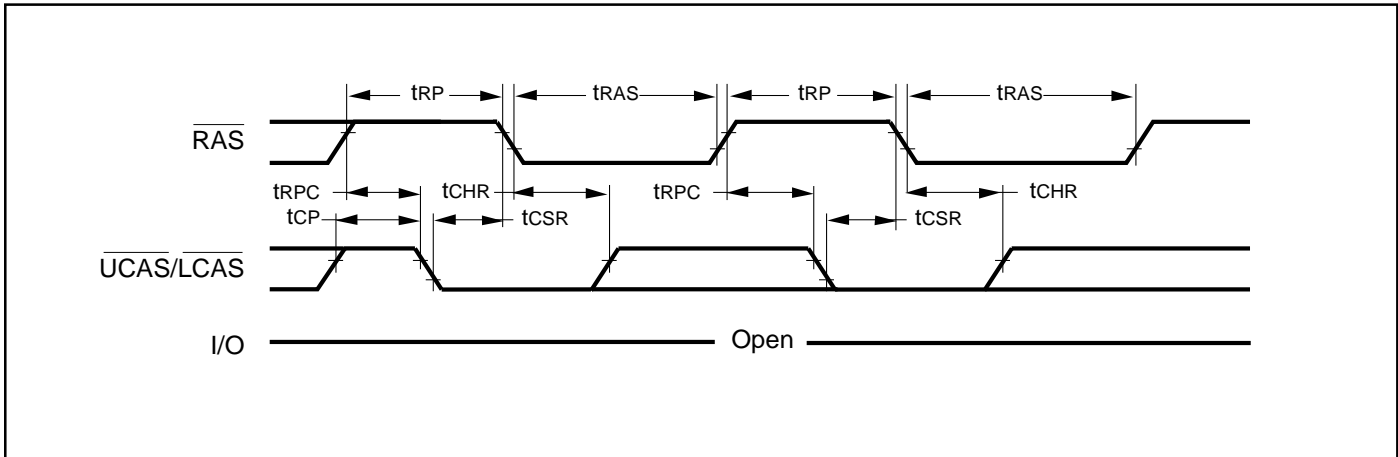 tRP tRAS tRP tRAS
RAS
tRPC tCHR tRPC tCHR
tCP tCSR tCSR
UCAS/LCAS
I/O Open